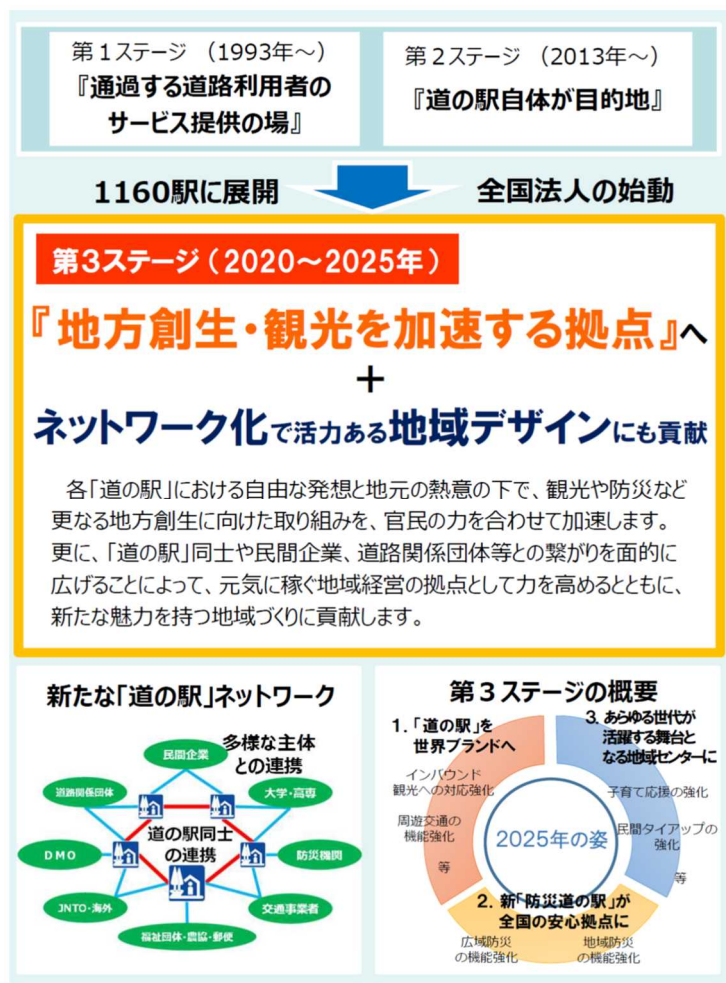 第1ステージ (1993年～)
『通過する道路利用者の
サービス提供の場』
第2ステージ (2013年～)
『道の駅自体が目的地』
1160駅に展開
全国法人の始動
第3ステージ(2020～2025年)
『地方創生・観光を加速する拠点』へ
+
ネットワーク化で活力ある地域デザインにも貢献
各「道の駅」における自由な発想と地元の熱意の下で、観光や防災など
更なる地方創生に向けた取り組みを、官民の力を合わせて加速します。
更に、「道の駅」同士や民間企業、道路関係団体等との繋がりを面的に
広げることによって、元気に稼ぐ地域経営の拠点として力を高めるとともに、
新たな魅力を持つ地域づくりに貢献します。
新たな「道の駅」ネットワーク
民間企業
多様な主体
との連携
道路関係団体
大学・高専
道の駅同士
の連携
DMO
防災機関
JNTO・海外
交通事業者
福祉団体・農協・郵便
第3ステージの概要
1. 「道の駅」を
世界ブランドへ
インバウンド
観光への対応強化
周遊交通の
機能強化
等
3. あらゆる世代が
活躍する舞台と
なる地域センターに
子育て応援の強化
民間タイアップの
強化
等
2025年の姿
2. 新「防災道の駅」が
全国の安心拠点に
広域防災
の機能強化
地域防災
の機能強化